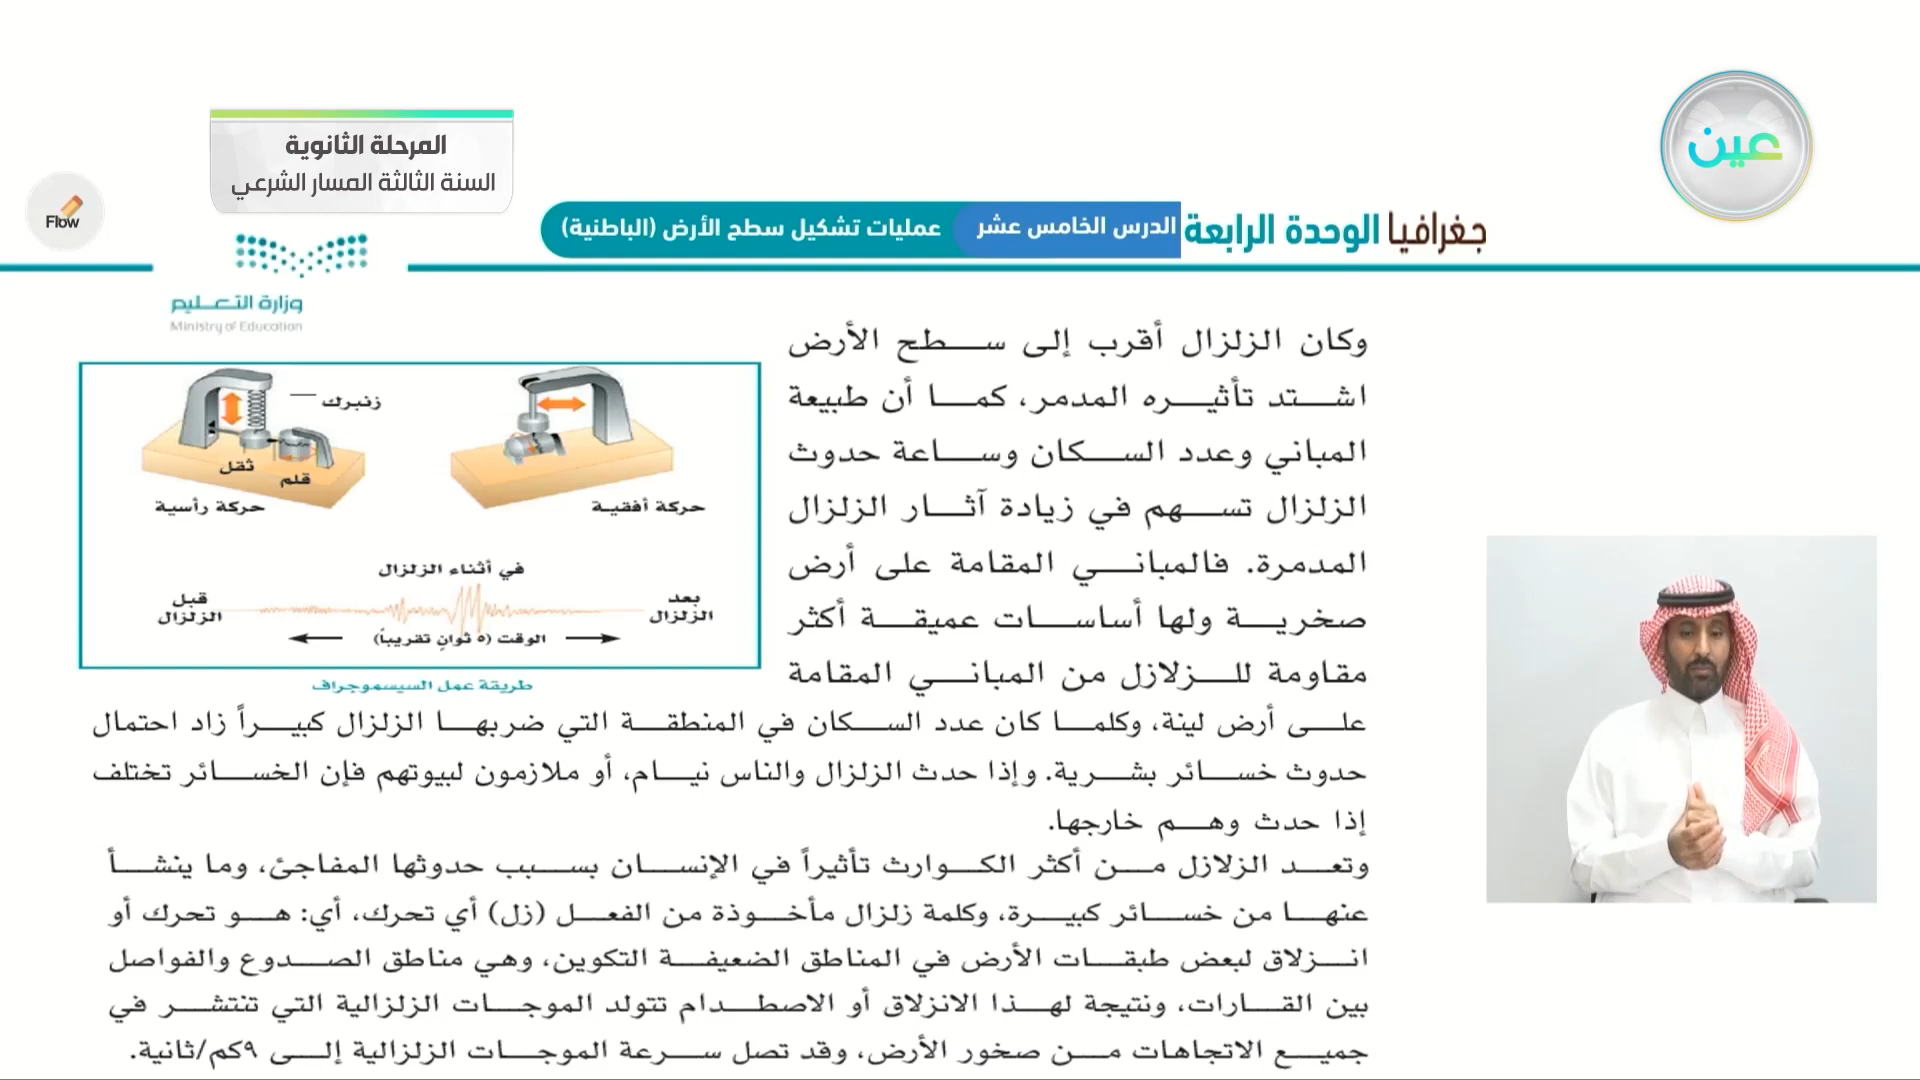 عين
المرحلة الثانوية
السنة الثالثة المسار الشرعي
Flow
جغرافيا الوحدة الرابعة الدرس الخامس عشر عمليات تشكيل سطح الأرض (الباطنية)
وزارة التعليم
Ministry of Education
وكان الزلزال أقرب إلى سطح الأرض
اشتد تأثيره المدمر، كما أن طبيعة
المباني وعدد السكان وساعة حدوث
الزلزال تسهم في زيادة آثار الزلزال
المدمرة. فالمباني المقامة على أرض
صخرية ولها أساسات عميقة أكثر
مقاومة للزلازل من المباني المقامة
على أرض لينة، وكلما كان عدد السكان في المنطقة التي ضربها الزلزال كبيراً زاد احتمال
حدوث خسائر بشرية. وإذا حدث الزلزال والناس نيام، أو ملازمون لبيوتهم فإن الخسائر تختلف
إذا حدث وهم خارجها.
وتعد الزلازل من أكثر الكوارث تأثيراً في الإنسان بسبب حدوثها المفاجئ، وما ينشأ
عنها من خسائر كبيرة، وكلمة زلزال مأخوذة من الفعل (زل) أي تحرك، أي: هو تحرك أو
انزلاق لبعض طبقات الأرض في المناطق الضعيفة التكوين، وهي مناطق الصدوع والفواصل
بين القارات، ونتيجة لهذا الانزلاق أو الاصطدام تتولد الموجات الزلزالية التي تنتشر في
جميع الاتجاهات من صخور الأرض، وقد تصل سرعة الموجات الزلزالية إلى ٩كم/ثانية.
زنبرك
ثقل
قلم
حركة أفقية
حركة رأسية
في أثناء الزلزال
بعد
الزلزال
قبل
الزلزال
الوقت (٥ ثوانٍ تقريباً)
طريقة عمل السيسموجراف